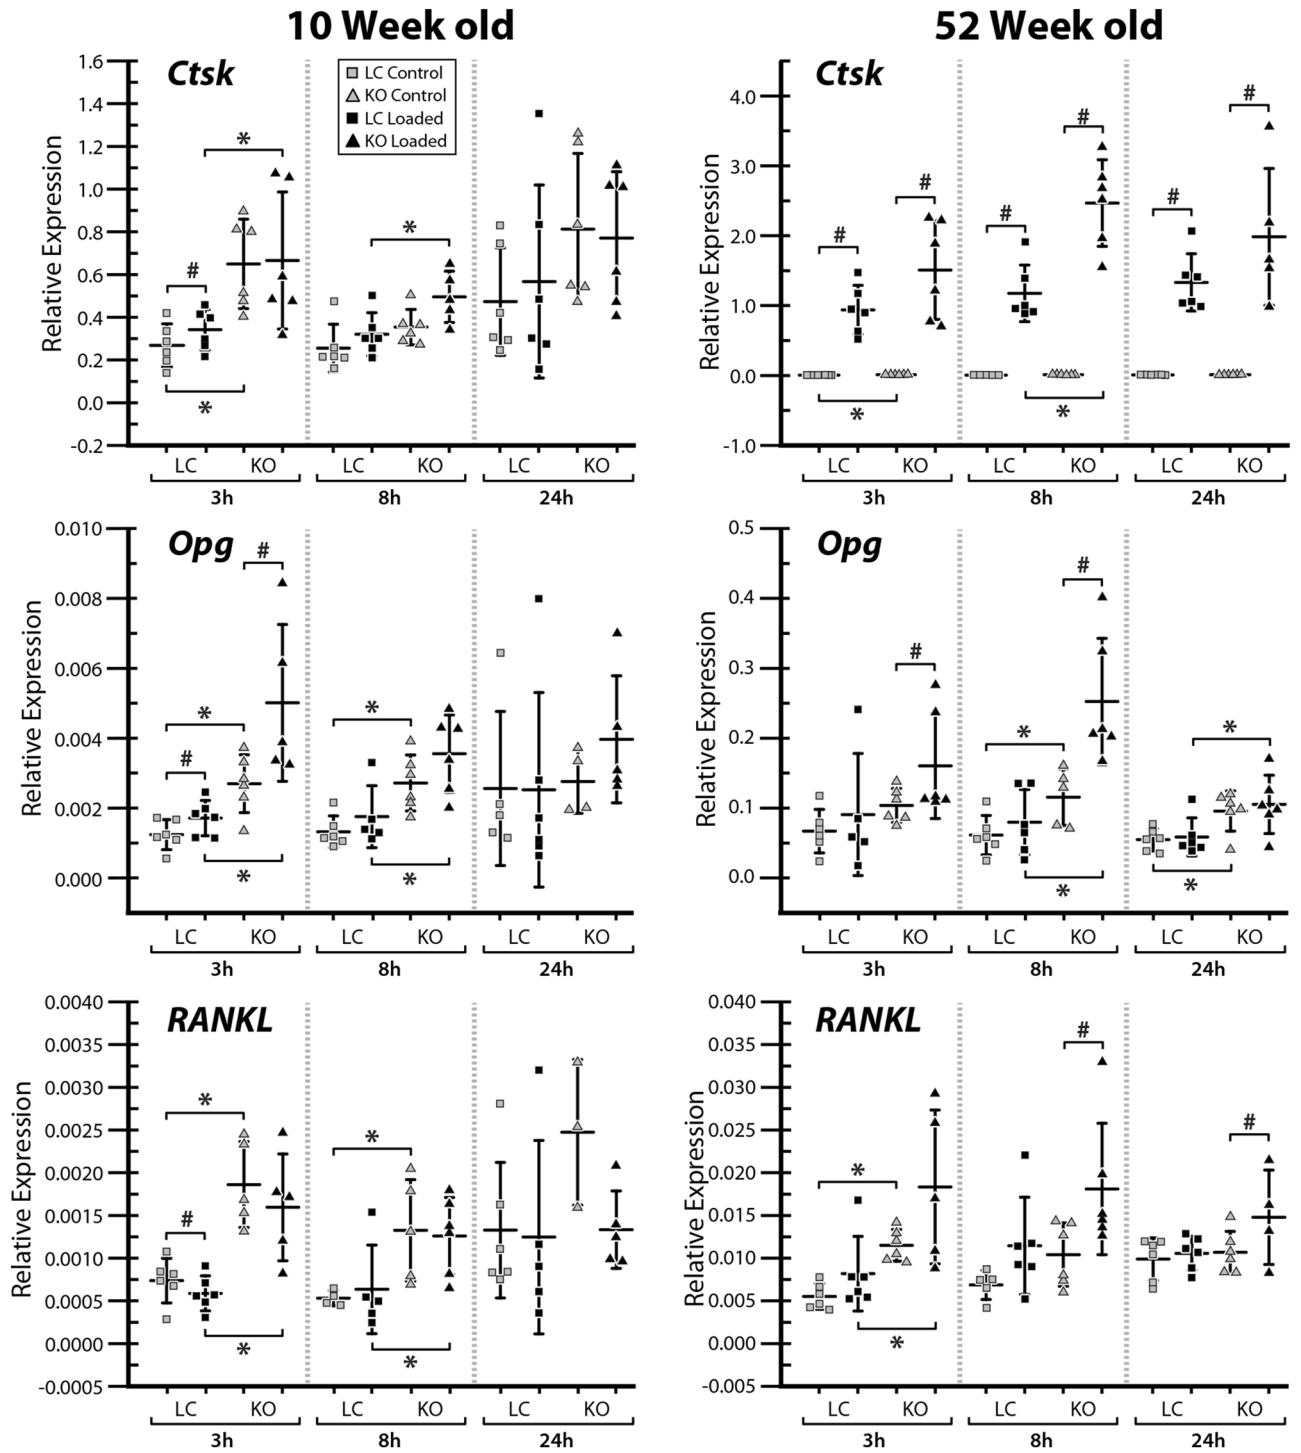 10 Week old
52 Week old
Ctsk
LC Control
KO Control
LC Loaded
KO Loaded
Relative Expression
1.6
1.4
1.2
1.0
0.8
0.6
0.4
0.2
0.0
-0.2
* # * *
LC KO LC KO LC KO
3h 8h 24h
Ctsk
Relative Expression
4.0
3.0
2.0
1.0
0.0
-1.0
# # # # # # * *
LC KO LC KO LC KO
3h 8h 24h
Opg
Relative Expression
0.010
0.008
0.006
0.004
0.002
0.000
# * # * * *
LC KO LC KO LC KO
3h 8h 24h
Opg
Relative Expression
0.5
0.4
0.3
0.2
0.1
0.0
# # * * * *
LC KO LC KO LC KO
3h 8h 24h
RANKL
Relative Expression
0.0040
0.0035
0.0030
0.0025
0.0020
0.0015
0.0010
0.0005
0.0000
-0.0005
* # * * *
LC KO LC KO LC KO
3h 8h 24h
RANKL
Relative Expression
0.040
0.035
0.030
0.025
0.020
0.015
0.010
0.005
0.000
-0.005
* # # *
LC KO LC KO LC KO
3h 8h 24h